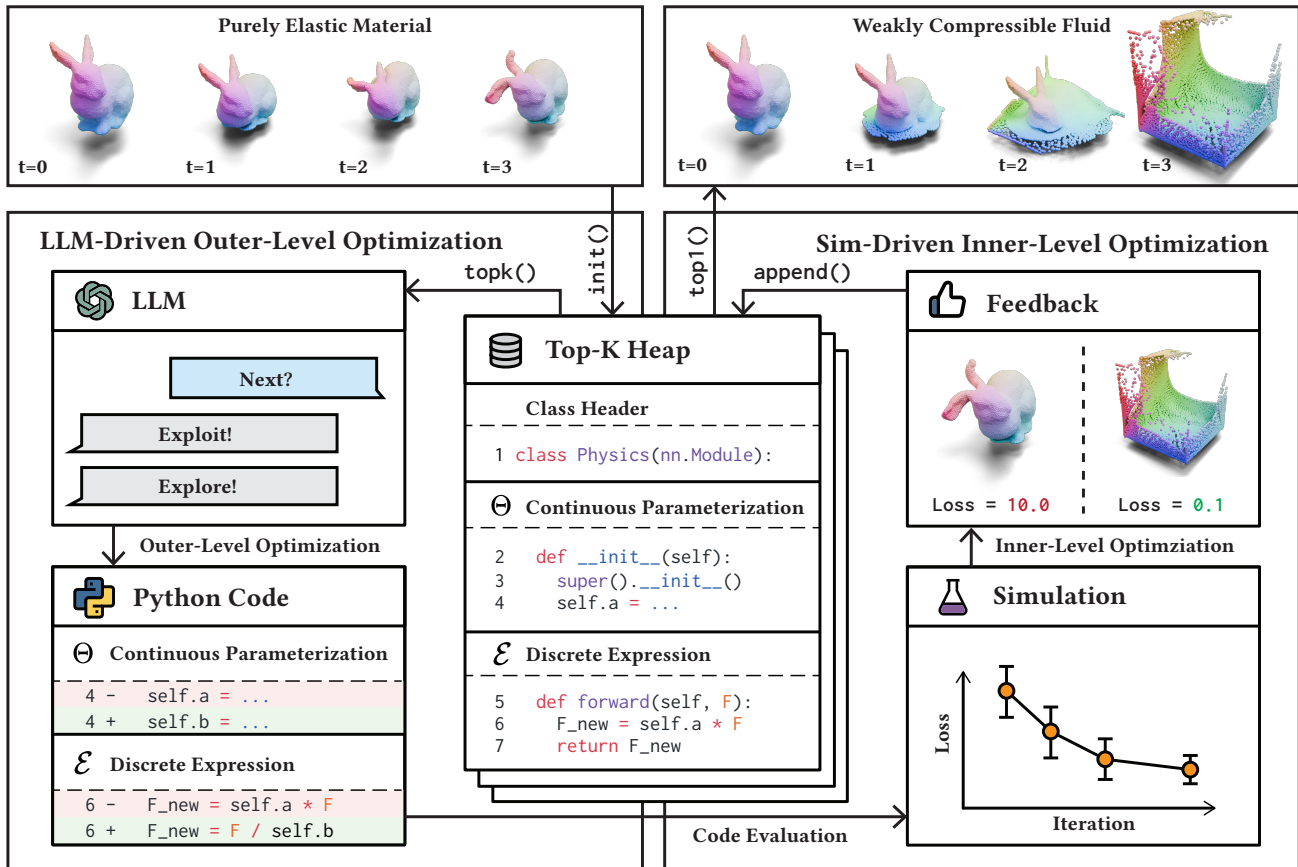 Purely Elastic Material
t=0
t=1
t=2
t=3
Weakly Compressible Fluid
t=0
t=1
t=2
t=3
LLM-Driven Outer-Level Optimization
init()
top1()
Sim-Driven Inner-Level Optimization
topk()
append()
LLM
Next?
Exploit!
Explore!
Outer-Level Optimization
Python Code
Θ Continuous Parameterization
4 - self.a = ...
4 + self.b = ...
ℰ Discrete Expression
6 - F_new = self.a * F
6 + F_new = F / self.b
Top-K Heap
Class Header
1 class Physics(nn.Module):
Θ Continuous Parameterization
2 def __init__(self):
3 super().__init__()
4 self.a = ...
ℰ Discrete Expression
5 def forward(self, F):
6 F_new = self.a * F
7 return F_new
Code Evaluation
Feedback
Loss = 10.0
Loss = 0.1
Inner-Level Optimziation
Simulation
Loss
Iteration